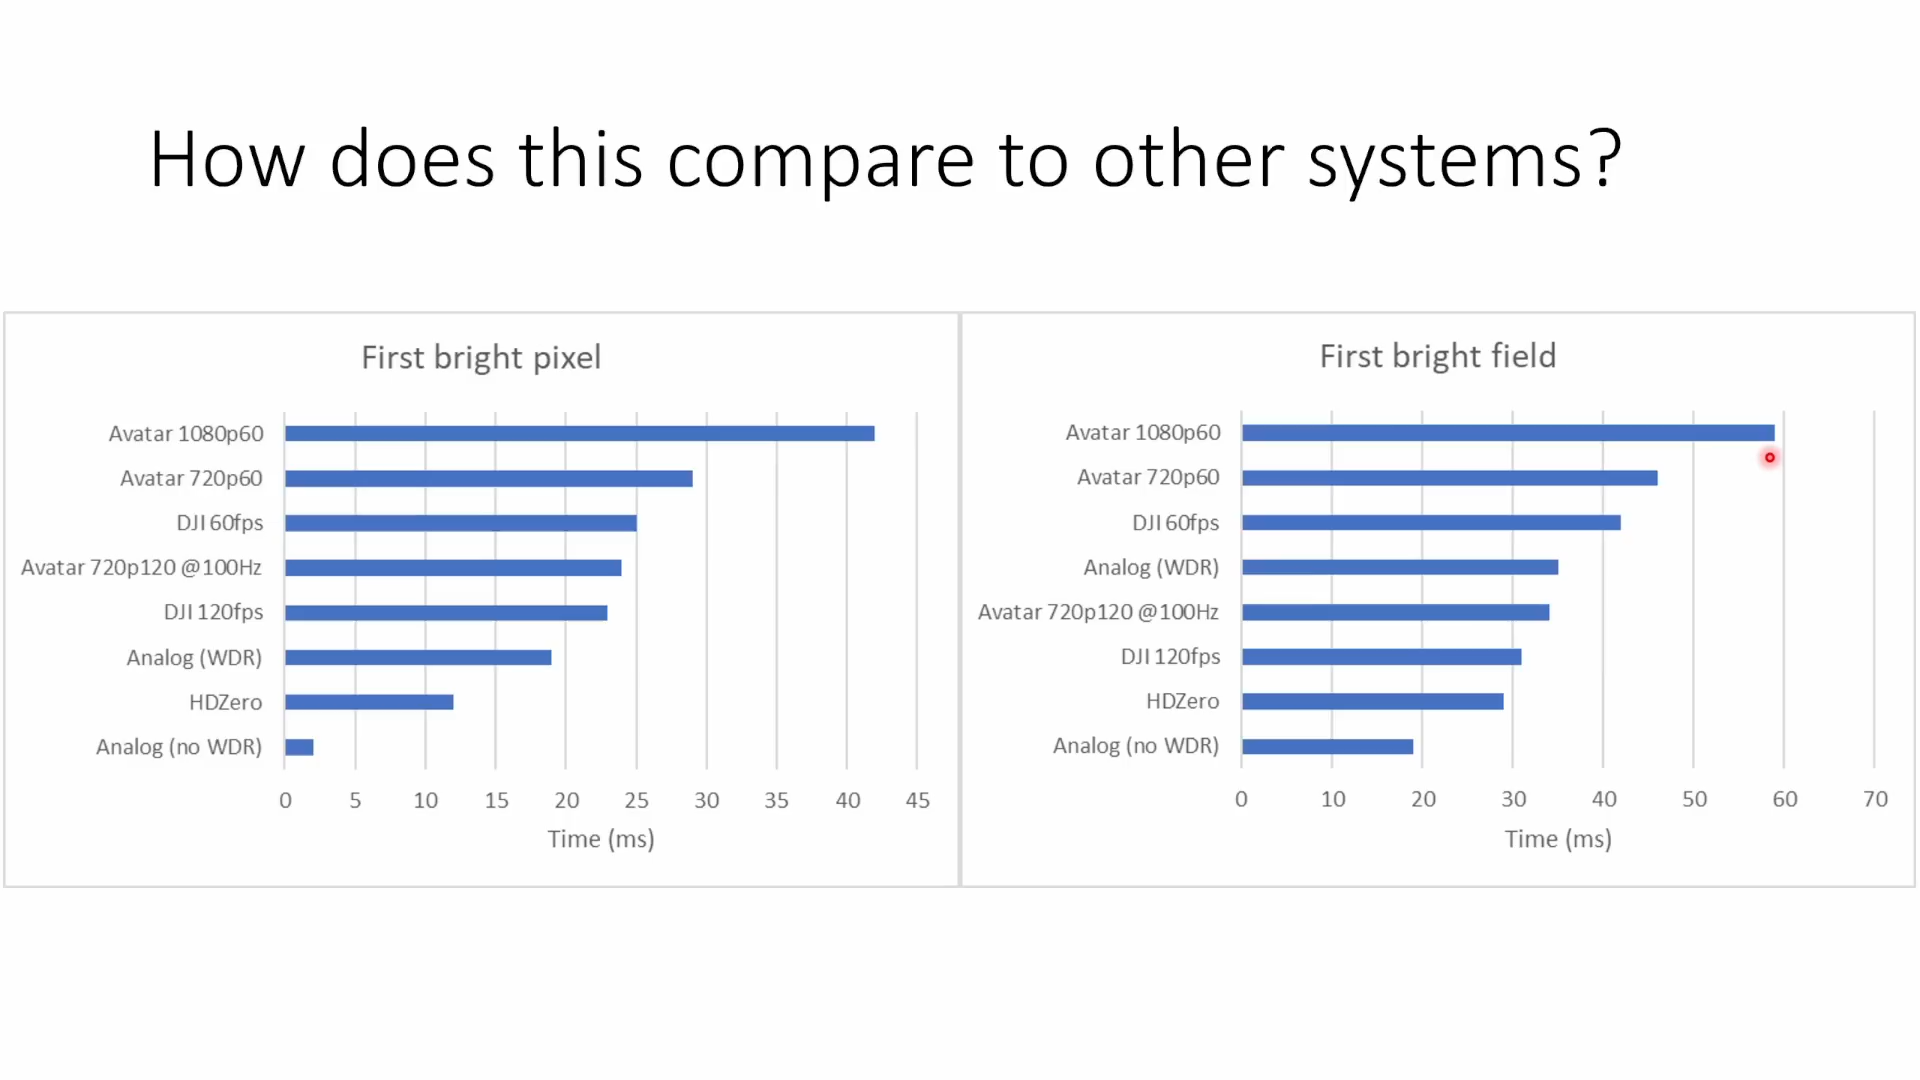 How does this compare to other systems?
First bright pixel
Avatar 1080p60
Avatar 720p60
DJI 60fps
Avatar 720p120 @100Hz
DJI 120fps
Analog (WDR)
HDZero
Analog (no WDR)
0 5 10 15 20 25 30 35 40 45
Time (ms)
First bright field
Avatar 1080p60
Avatar 720p60
DJI 60fps
Analog (WDR)
Avatar 720p120 @100Hz
DJI 120fps
HDZero
Analog (no WDR)
0 10 20 30 40 50 60 70
Time (ms)